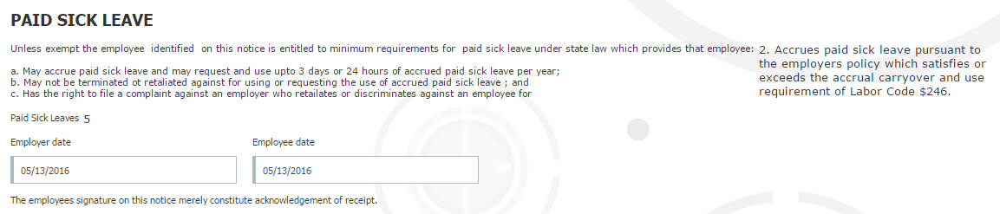 PAID SICK LEAVE
Unless exempt the employee identified on this notice is entitled to minimum requirements for paid sick leave under state law which provides that employee:
a. May accrue paid sick leave and may request and use upto 3 days or 24 hours of accrued paid sick leave per year;
b. May not be terminated ot retaliated against for using or requesting the use of accrued paid sick leave ; and
c. Has the right to file a complaint against an employer who retailates or discriminates against an employee for
2. Accrues paid sick leave pursuant to
the employers policy which satisfies or
exceeds the accrual carryover and use
requirement of Labor Code $246.
Paid Sick Leaves 5
Employer date
Employee date
05/13/2016
05/13/2016
The employees signature on this notice merely constitute acknowledgement of receipt.